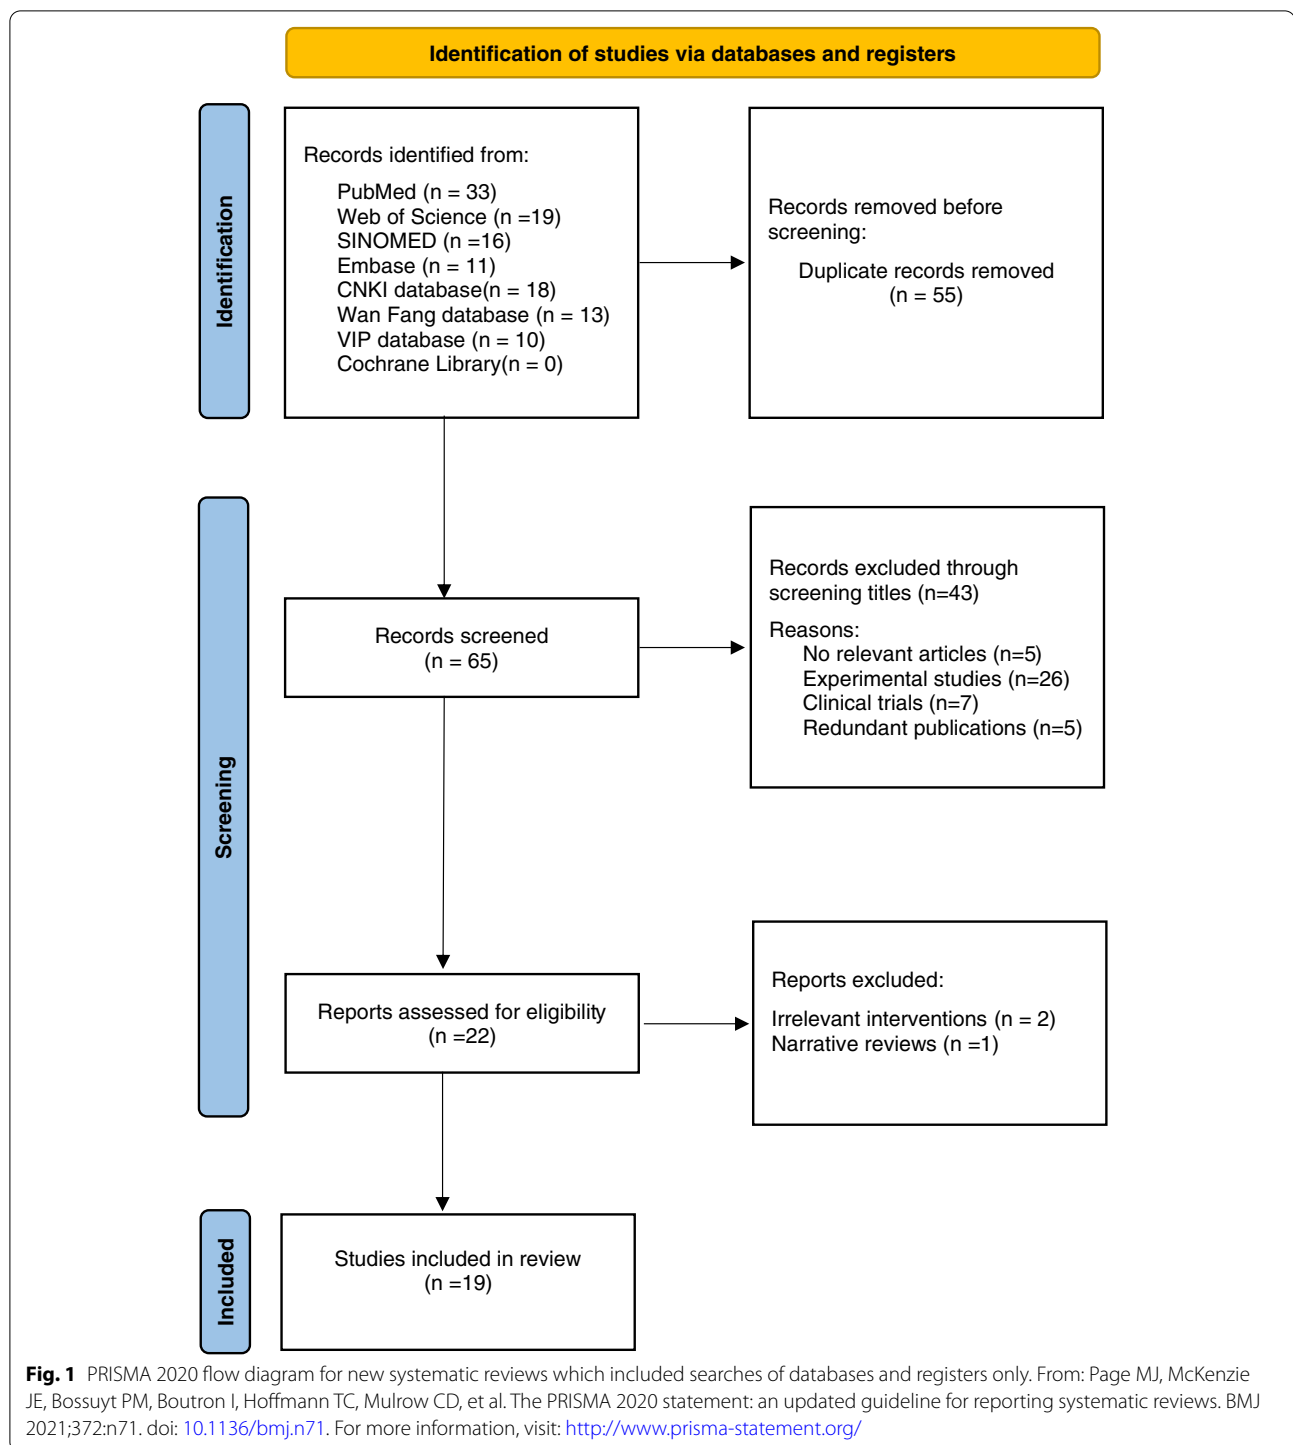 Identification of studies via databases and registers
Identification
Records identified from:
PubMed (n = 33)
Web of Science (n =19)
SINOMED (n =16)
Embase (n = 11)
CNKI database(n = 18)
Wan Fang database (n = 13)
VIP database (n = 10)
Cochrane Library(n = 0)
Records removed before
screening:
Duplicate records removed
(n = 55)
Screening
Records screened
(n = 65)
Records excluded through
screening titles (n=43)
Reasons:
No relevant articles (n=5)
Experimental studies (n=26)
Clinical trials (n=7)
Redundant publications (n=5)
Reports assessed for eligibility
(n =22)
Reports excluded:
Irrelevant interventions (n = 2)
Narrative reviews (n =1)
Included
Studies included in review
(n =19)
Fig. 1 PRISMA 2020 flow diagram for new systematic reviews which included searches of databases and registers only. From: Page MJ, McKenzie
JE, Bossuyt PM, Boutron I, Hoffmann TC, Mulrow CD, et al. The PRISMA 2020 statement: an updated guideline for reporting systematic reviews. BMJ
2021;372:n71. doi: 10.1136/bmj.n71. For more information, visit: http://www.prisma-statement.org/